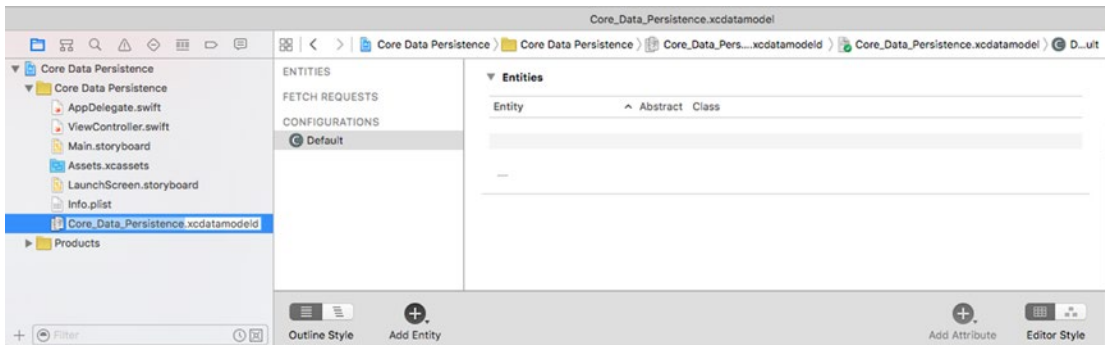 Core_Data_Persistence.xcdatamodel
Core Data Persistence 〉 Core Data Persistence 〉 Core_Data_Pers....xcdatamodeld 〉 Core_Data_Persistence.xcdatamodel 〉 C D...ult
Core Data Persistence
Core Data Persistence
AppDelegate.swift
ViewController.swift
Main.storyboard
Assets.xcassets
LaunchScreen.storyboard
Info.plist
Core_Data_Persistence.xcdatamodeld
Products
Filter
ENTITIES
FETCH REQUESTS
CONFIGURATIONS
C Default
Entities
Entity Abstract Class
Outline Style Add Entity Add Attribute Editor Style